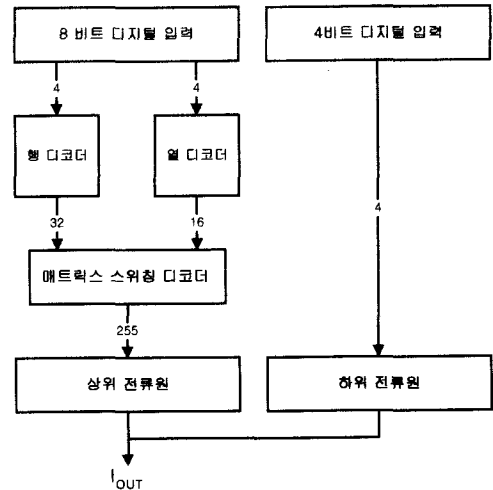 8 비트 디지털 입력
4비트 디지털 입력
4
4
행 디코더
열 디코더
4
32
16
매트릭스 스위칭 디코더
255
상위 전류원
하위 전류원
IOUT